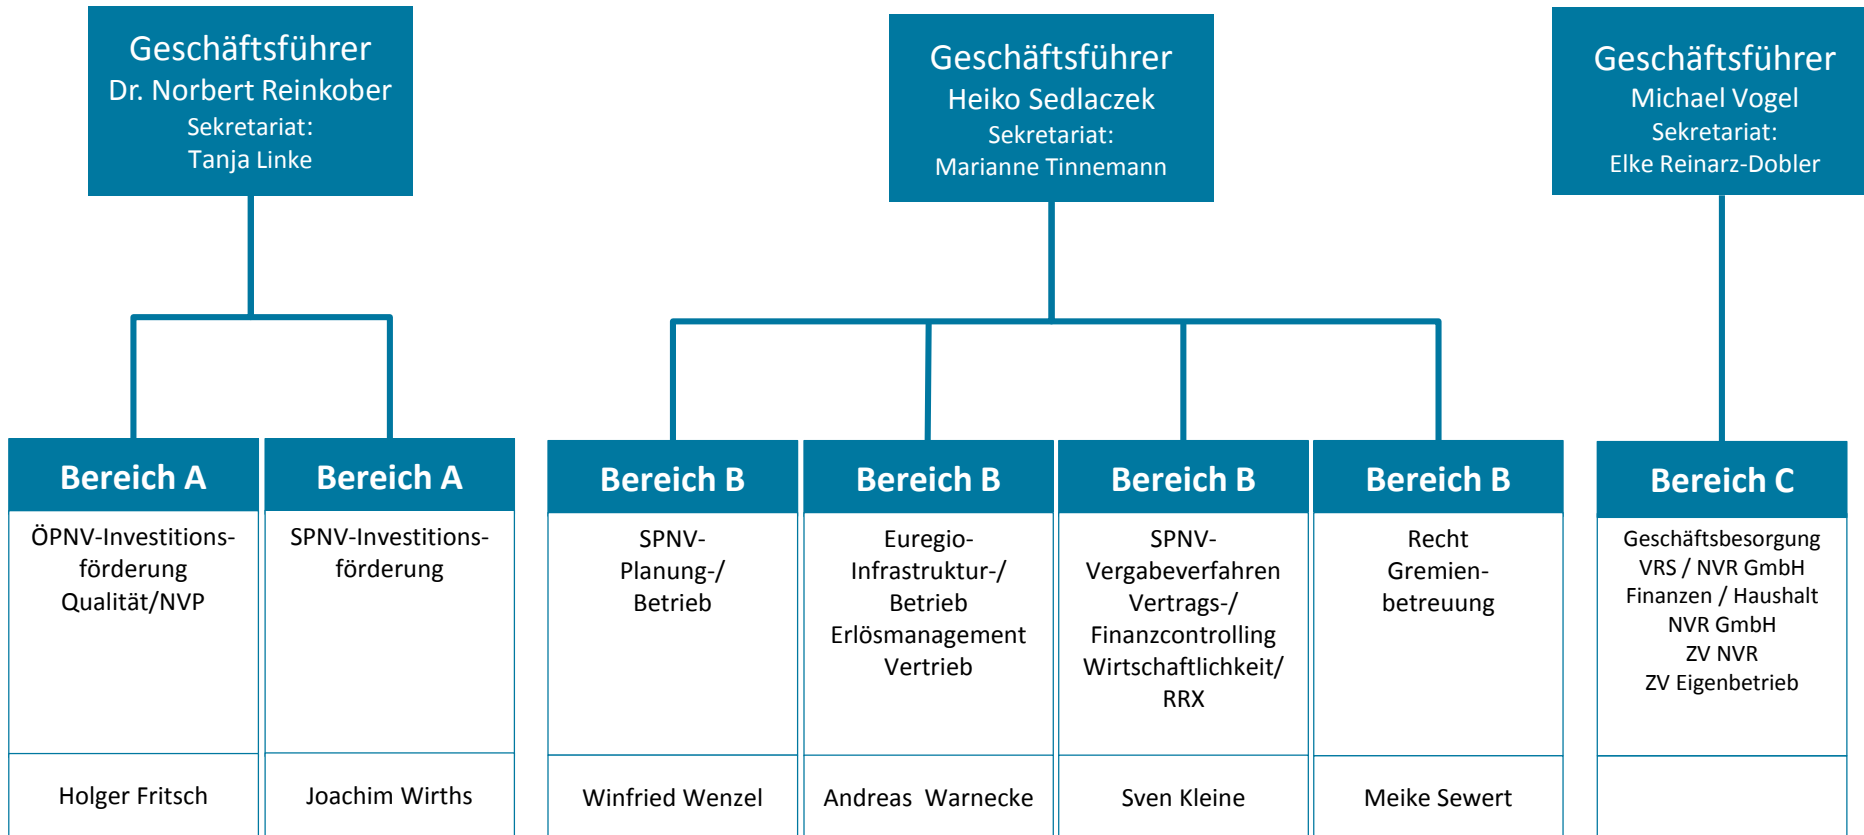 Geschäftsführer
Dr. Norbert Reinkober
Sekretariat:
Tanja Linke
Geschäftsführer
Heiko Sedlaczek
Sekretariat:
Marianne Tinnemann
Geschäftsführer
Michael Vogel
Sekretariat:
Elke Reinarz-Dobler
Bereich A
ÖPNV-Investitions-
förderung
Qualität/NVP
Holger Fritsch
Bereich A
SPNV-Investitions-
förderung
Joachim Wirths
Bereich B
SPNV-
Planung-/
Betrieb
Winfried Wenzel
Bereich B
Euregio-
Infrastruktur-/
Betrieb
Erlösmanagement
Vertrieb
Andreas  Warnecke
Bereich B
SPNV-
Vergabeverfahren
Vertrags-/
Finanzcontrolling
Wirtschaftlichkeit/
RRX
Sven Kleine
Bereich B
Recht
Gremien-
betreuung
Meike Sewert
Bereich C
Geschäftsbesorgung
VRS / NVR GmbH
Finanzen / Haushalt
NVR GmbH
ZV NVR
ZV Eigenbetrieb